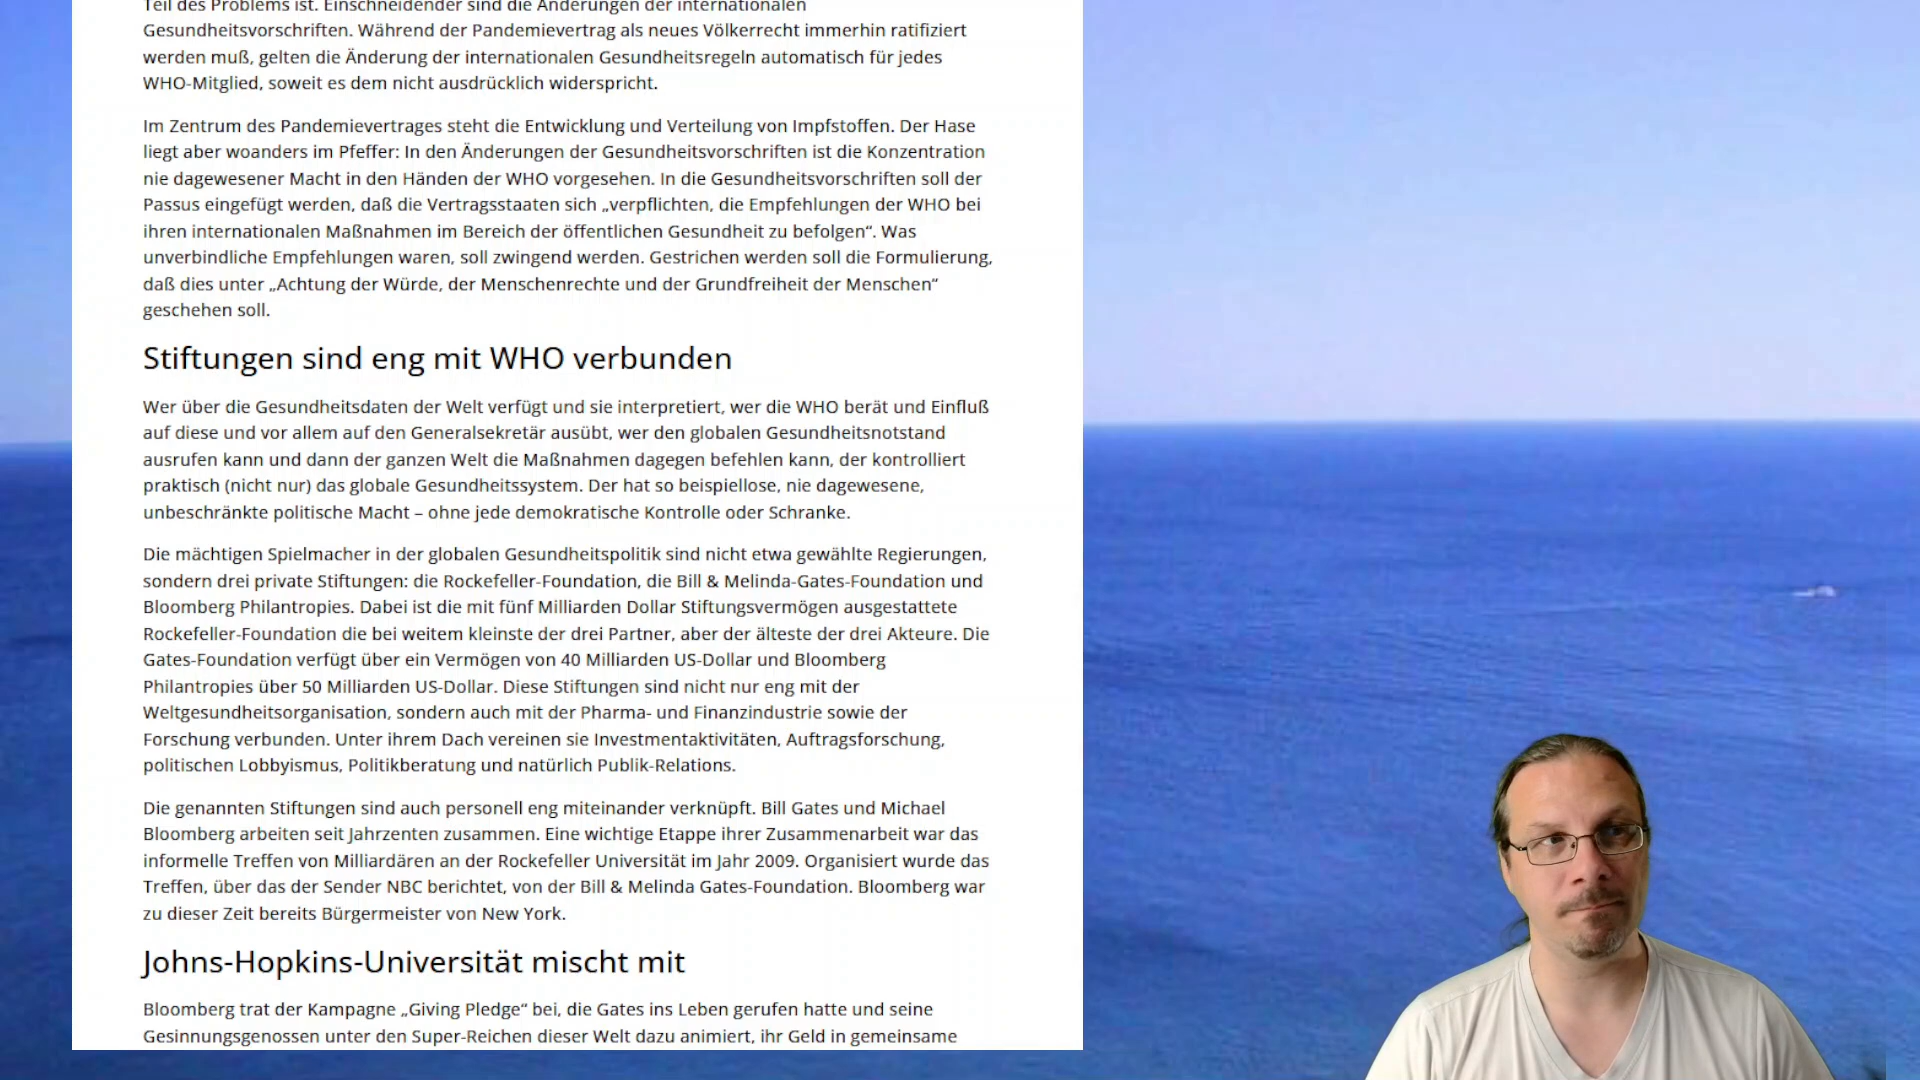 Teil des Problems ist. Einschneidender sind die Änderungen der internationalen
Gesundheitsvorschriften. Während der Pandemievertrag als neues Völkerrecht immerhin ratifiziert
werden muß, gelten die Änderung der internationalen Gesundheitsregeln automatisch für jedes
WHO-Mitglied, soweit es dem nicht ausdrücklich widerspricht.
Im Zentrum des Pandemievertrages steht die Entwicklung und Verteilung von Impfstoffen. Der Hase
liegt aber woanders im Pfeffer: In den Änderungen der Gesundheitsvorschriften ist die Konzentration
nie dagewesener Macht in den Händen der WHO vorgesehen. In die Gesundheitsvorschriften soll der
Passus eingefügt werden, daß die Vertragsstaaten sich „verpflichten, die Empfehlungen der WHO bei
ihren internationalen Maßnahmen im Bereich der öffentlichen Gesundheit zu befolgen“. Was
unverbindliche Empfehlungen waren, soll zwingend werden. Gestrichen werden soll die Formulierung,
daß dies unter „Achtung der Würde, der Menschenrechte und der Grundfreiheit der Menschen“
geschehen soll.
Stiftungen sind eng mit WHO verbunden
Wer über die Gesundheitsdaten der Welt verfügt und sie interpretiert, wer die WHO berät und Einfluß
auf diese und vor allem auf den Generalsekretär ausübt, wer den globalen Gesundheitsnotstand
ausrufen kann und dann der ganzen Welt die Maßnahmen dagegen befehlen kann, der kontrolliert
praktisch (nicht nur) das globale Gesundheitssystem. Der hat so beispiellose, nie dagewesene,
unbeschränkte politische Macht – ohne jede demokratische Kontrolle oder Schranke.
Die mächtigen Spielmacher in der globalen Gesundheitspolitik sind nicht etwa gewählte Regierungen,
sondern drei private Stiftungen: die Rockefeller-Foundation, die Bill & Melinda-Gates-Foundation und
Bloomberg Philantropies. Dabei ist die mit fünf Milliarden Dollar Stiftungsvermögen ausgestattete
Rockefeller-Foundation die bei weitem kleinste der drei Partner, aber der älteste der drei Akteure. Die
Gates-Foundation verfügt über ein Vermögen von 40 Milliarden US-Dollar und Bloomberg
Philantropies über 50 Milliarden US-Dollar. Diese Stiftungen sind nicht nur eng mit der
Weltgesundheitsorganisation, sondern auch mit der Pharma- und Finanzindustrie sowie der
Forschung verbunden. Unter ihrem Dach vereinen sie Investmentaktivitäten, Auftragsforschung,
politischen Lobbyismus, Politikberatung und natürlich Publik-Relations.
Die genannten Stiftungen sind auch personell eng miteinander verknüpft. Bill Gates und Michael
Bloomberg arbeiten seit Jahrzenten zusammen. Eine wichtige Etappe ihrer Zusammenarbeit war das
informelle Treffen von Milliardären an der Rockefeller Universität im Jahr 2009. Organisiert wurde das
Treffen, über das der Sender NBC berichtet, von der Bill & Melinda Gates-Foundation. Bloomberg war
zu dieser Zeit bereits Bürgermeister von New York.
Johns-Hopkins-Universität mischt mit
Bloomberg trat der Kampagne „Giving Pledge“ bei, die Gates ins Leben gerufen hatte und seine
Gesinnungsgenossen unter den Super-Reichen dieser Welt dazu animiert, ihr Geld in gemeinsame